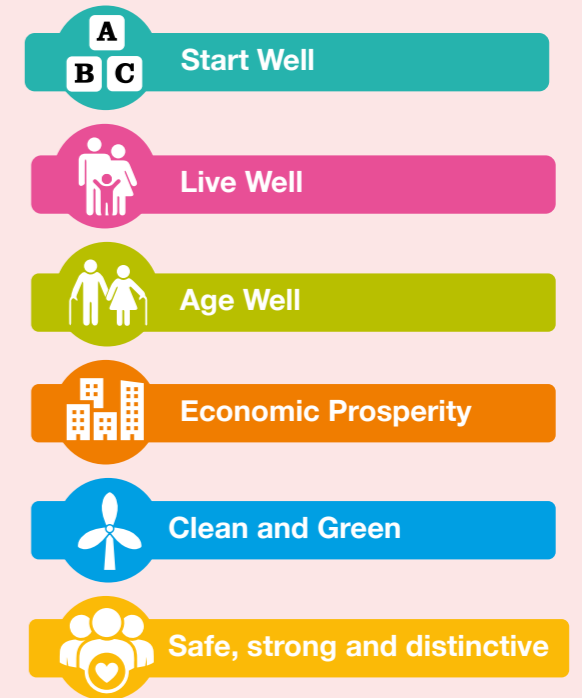 A
B C
Start Well
Live Well
Age Well
Economic Prosperity
Clean and Green
Safe, strong and distinctive